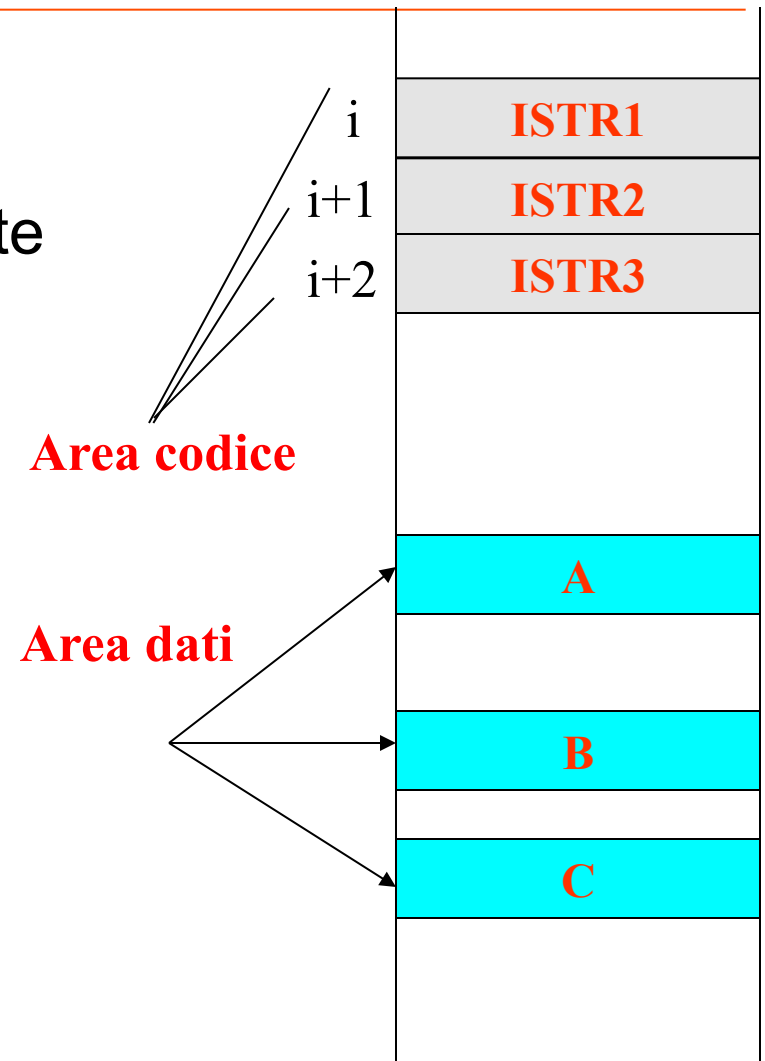 i ISTR1
i+1 ISTR2
te
i+2 ISTR3
Area codice
A
Area dati
B
C